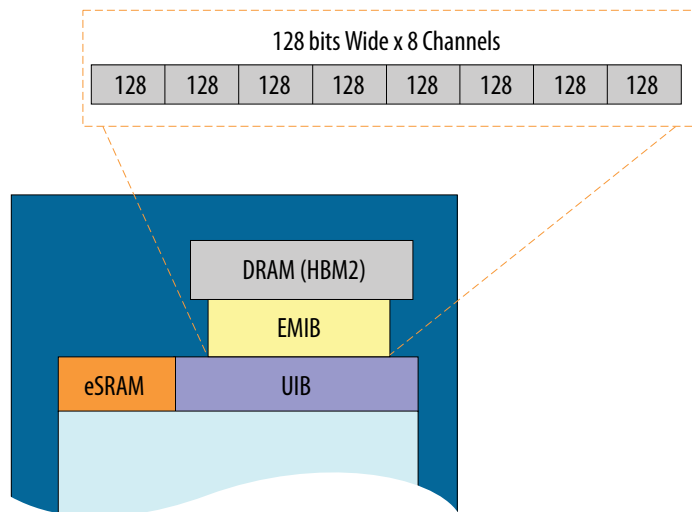 128 bits Wide x 8 Channels
128 128 128 128 128 128 128 128
DRAM (HBM2)
EMIB
eSRAM UIB